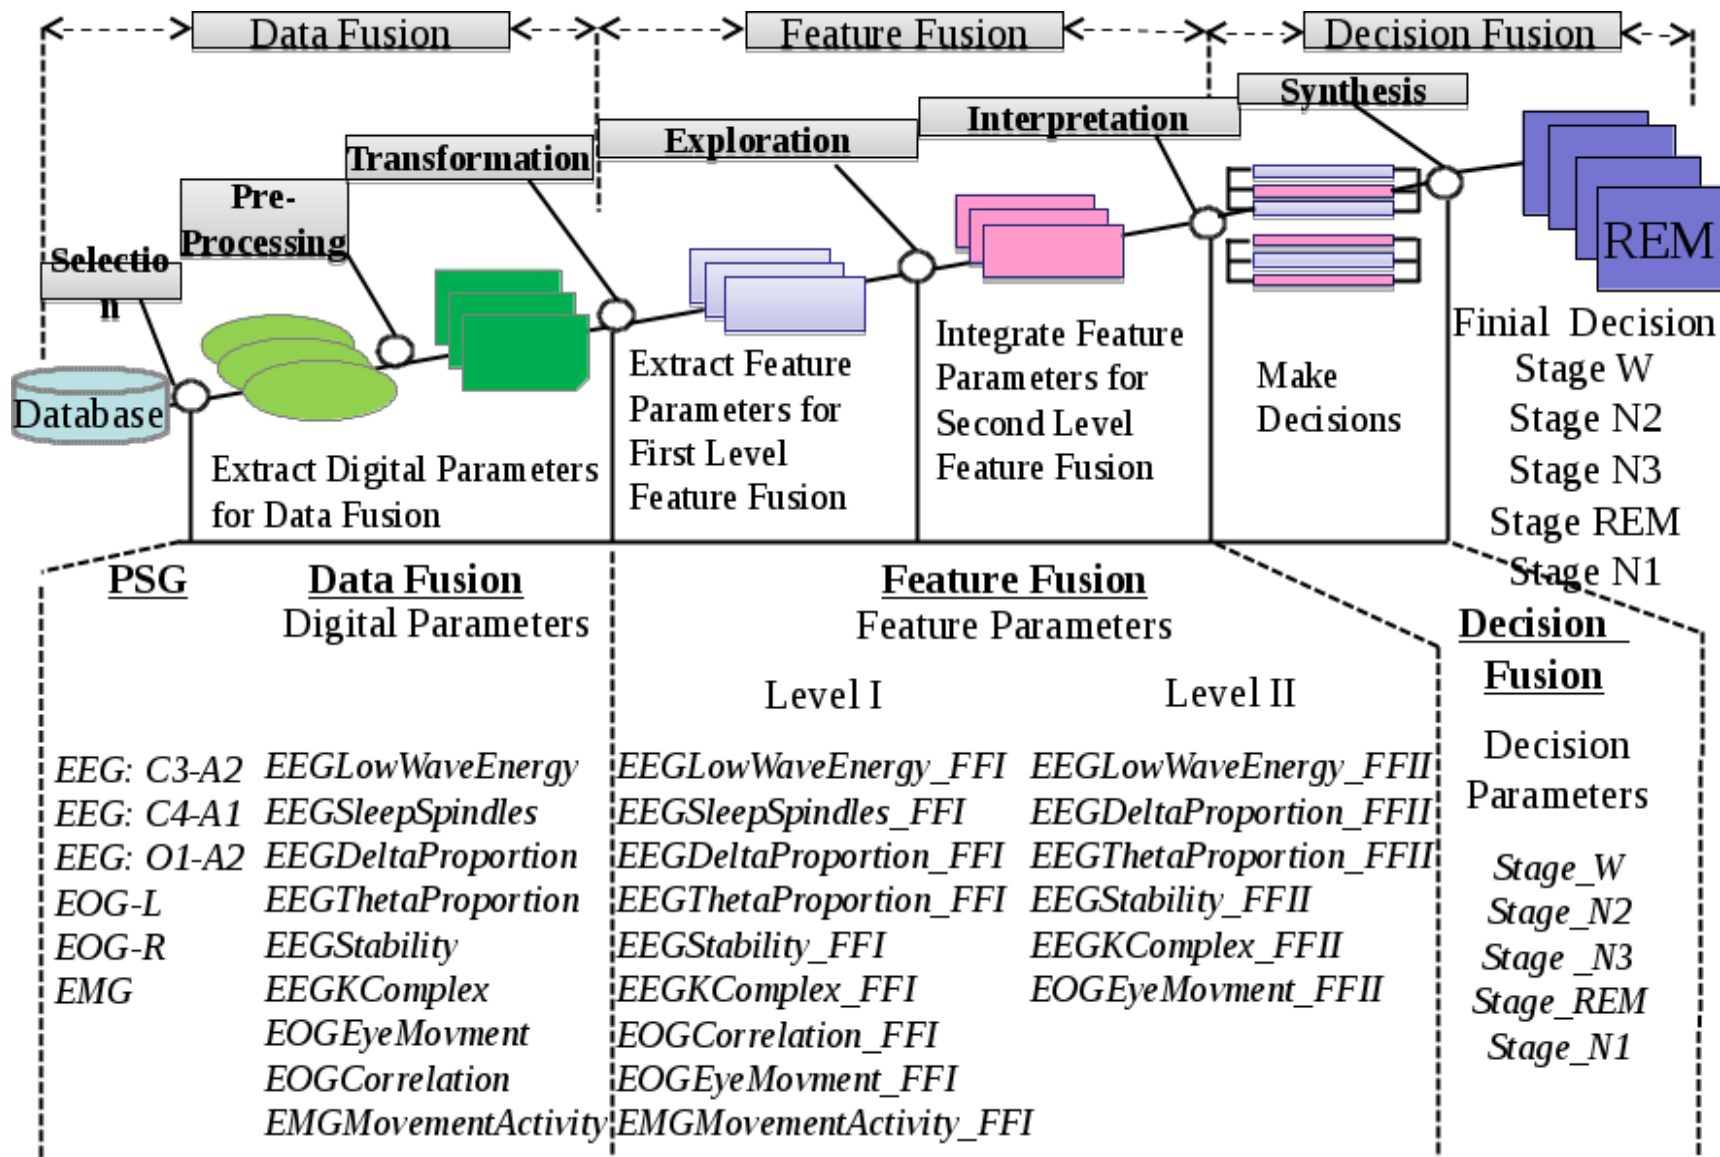 Data Fusion
Feature Fusion
Decision Fusion
Selectio
n
Pre-
Processing
Transformation
Exploration
Interpretation
Synthesis
Database
REM
Extract Digital Parameters
for Data Fusion
Extract Feature
Parameters for
First Level
Feature Fusion
Integrate Feature
Parameters for
Second Level
Feature Fusion
Make
Decisions
Finial Decision
Stage W
Stage N2
Stage N3
Stage REM
Stage N1
PSG
EEG: C3-A2
EEG: C4-A1
EEG: O1-A2
EOG-L
EOG-R
EMG
Data Fusion
Digital Parameters
EEGLowWaveEnergy
EEGSleepSpindles
EEGDeltaProportion
EEGThetaProportion
EEGStability
EEGKComplex
EOGEyeMovment
EOGCorrelation
EMGMovementActivity
Feature Fusion
Feature Parameters
Level I
EEGLowWaveEnergy_FFI
EEGSleepSpindles_FFI
EEGDeltaProportion_FFI
EEGThetaProportion_FFI
EEGStability_FFI
EEGKComplex_FFI
EOGCorrelation_FFI
EOGEyeMovment_FFI
EMGMovementActivity_FFI
Level II
EEGLowWaveEnergy_FFII
EEGDeltaProportion_FFII
EEGThetaProportion_FFII
EEGStability_FFII
EEGKComplex_FFII
EOGEyeMovment_FFII
Decision
Fusion
Decision
Parameters
Stage_W
Stage_N2
Stage _N3
Stage_REM
Stage_N1